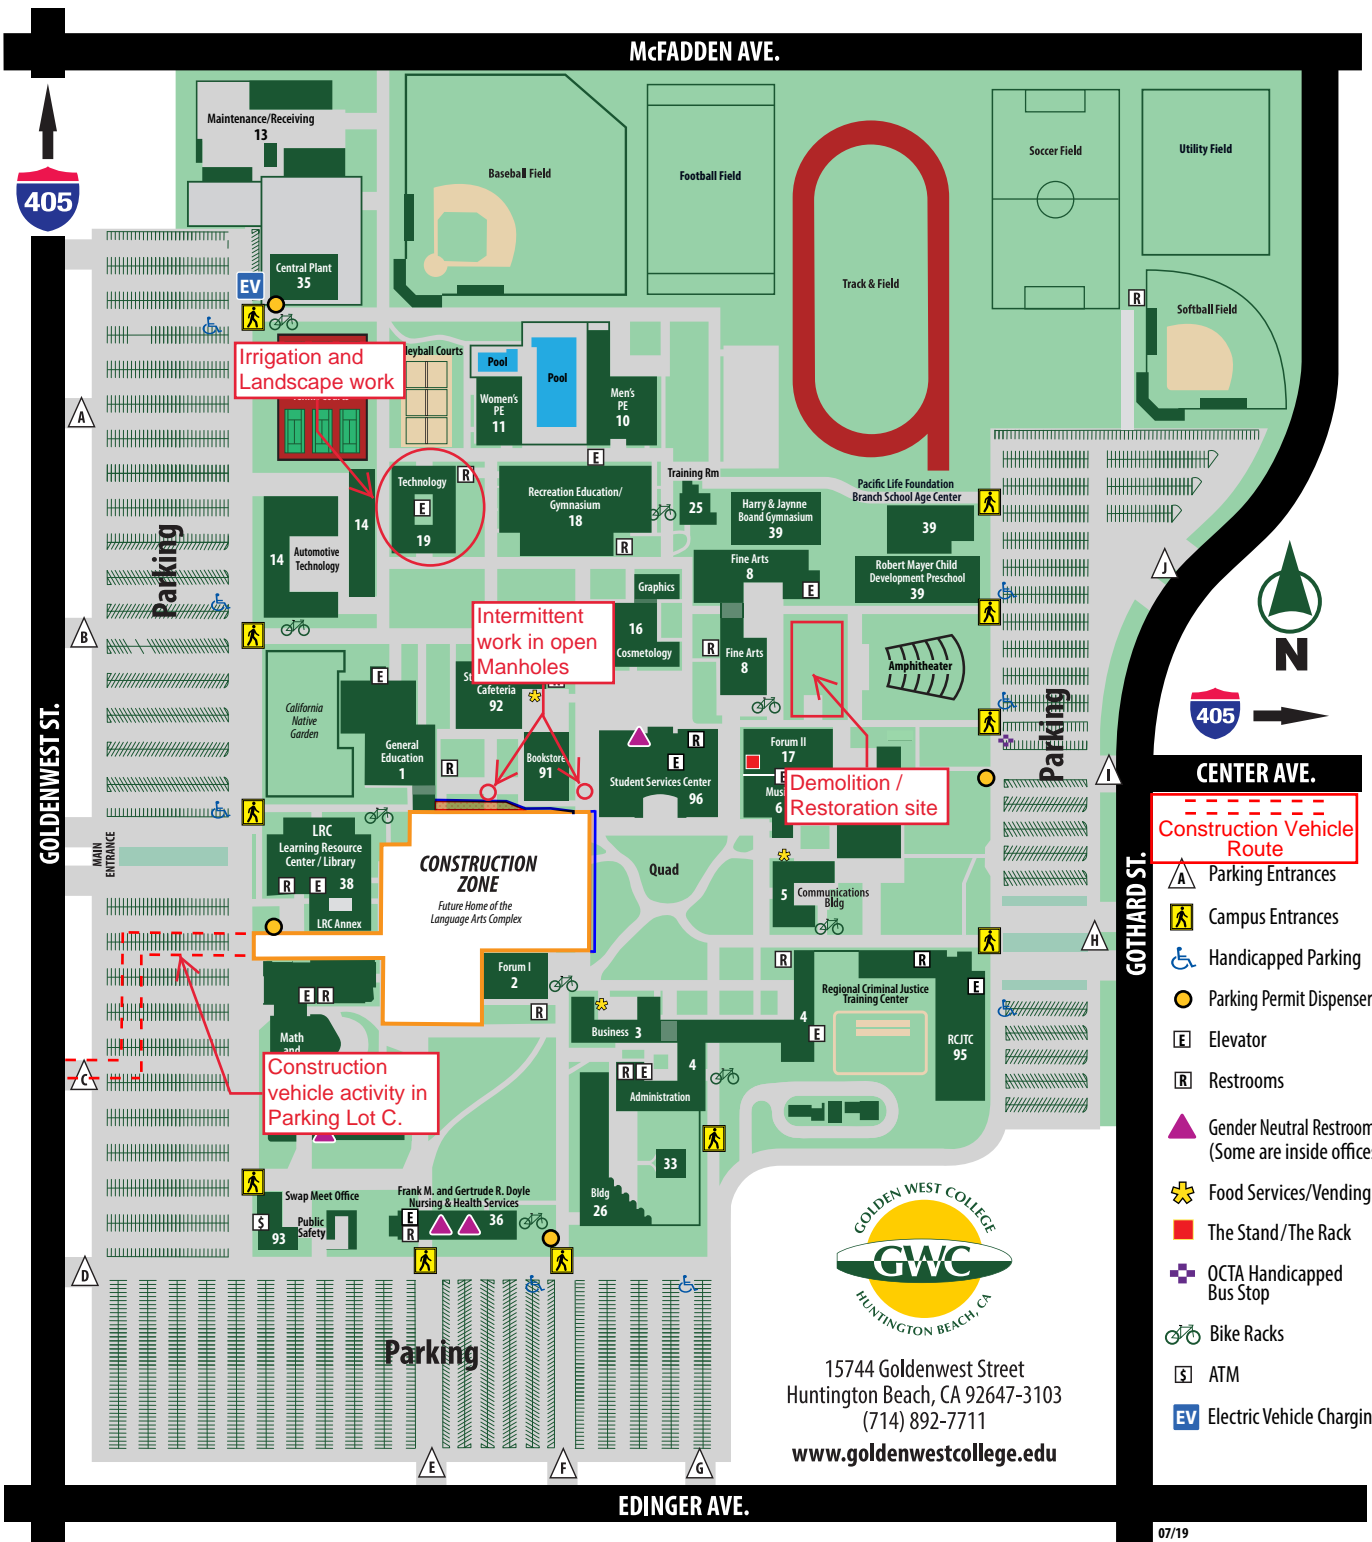 McFADDEN AVE.
405
Maintenance/Receiving
13
Baseball Field
Football Field
Soccer Field
Utility Field
Track & Field
Softball Field
R
Central Plant
35
EV
Irrigation and
Landscape work
leyball Courts
Pool
Pool
Women's
PE
11
Men's
PE
10
A
Technology
E
19
R
14
14
Automotive
Technology
E
Recreation Education/
Gymnasium
18
R
Training Rm
25
Harry & Jaynne
Boand Gymnasium
39
Pacific Life Foundation
Branch School Age Center
39
Robert Mayer Child
Development Preschool
39
Fine Arts
8
E
Graphics
16
Cosmetology
R
Fine Arts
8
Amphitheater
J
N
405
Parking
B
Intermittent
work in open
Manholes
Cafeteria
92
California
Native
Garden
E
General
Education
1
R
Bookstore
91
R
E
Student Services Center
96
Forum II
17
Demolition /
Restoration site
Mus
6
Parking
I
GOLDENWEST ST.
MAIN
ENTRANCE
LRC
Learning Resource
Center / Library
R
E
38
LRC Annex
CONSTRUCTION
ZONE
Future Home of the
Language Arts Complex
Quad
5
Communications
Bldg
H
GOTHARD ST.
Forum I
2
R
E
R
Math
and
Business 3
4
Administration
R
E
4
E
R
R
Regional Criminal Justice
Training Center
E
RCJTC
95
C
Construction
vehicle activity in
Parking Lot C.
33
Bldg
26
Swap Meet Office
$
93
Public
Safety
Frank M. and Gertrude R. Doyle
Nursing & Health Services
E
R
36
D
Parking
E
F
G
GOLDEN WEST COLLEGE
GWC
HUNTINGTON BEACH, CA
15744 Goldenwest Street
Huntington Beach, CA 92647-3103
(714) 892-7711
www.goldenwestcollege.edu
CENTER AVE.
Construction Vehicle
Route
A Parking Entrances
Campus Entrances
Handicapped Parking
Parking Permit Dispenser
E Elevator
R Restrooms
Gender Neutral Restroom
(Some are inside office
Food Services/Vending
The Stand/The Rack
OCTA Handicapped
Bus Stop
Bike Racks
$ ATM
EV Electric Vehicle Chargin
EDINGER AVE.
07/19